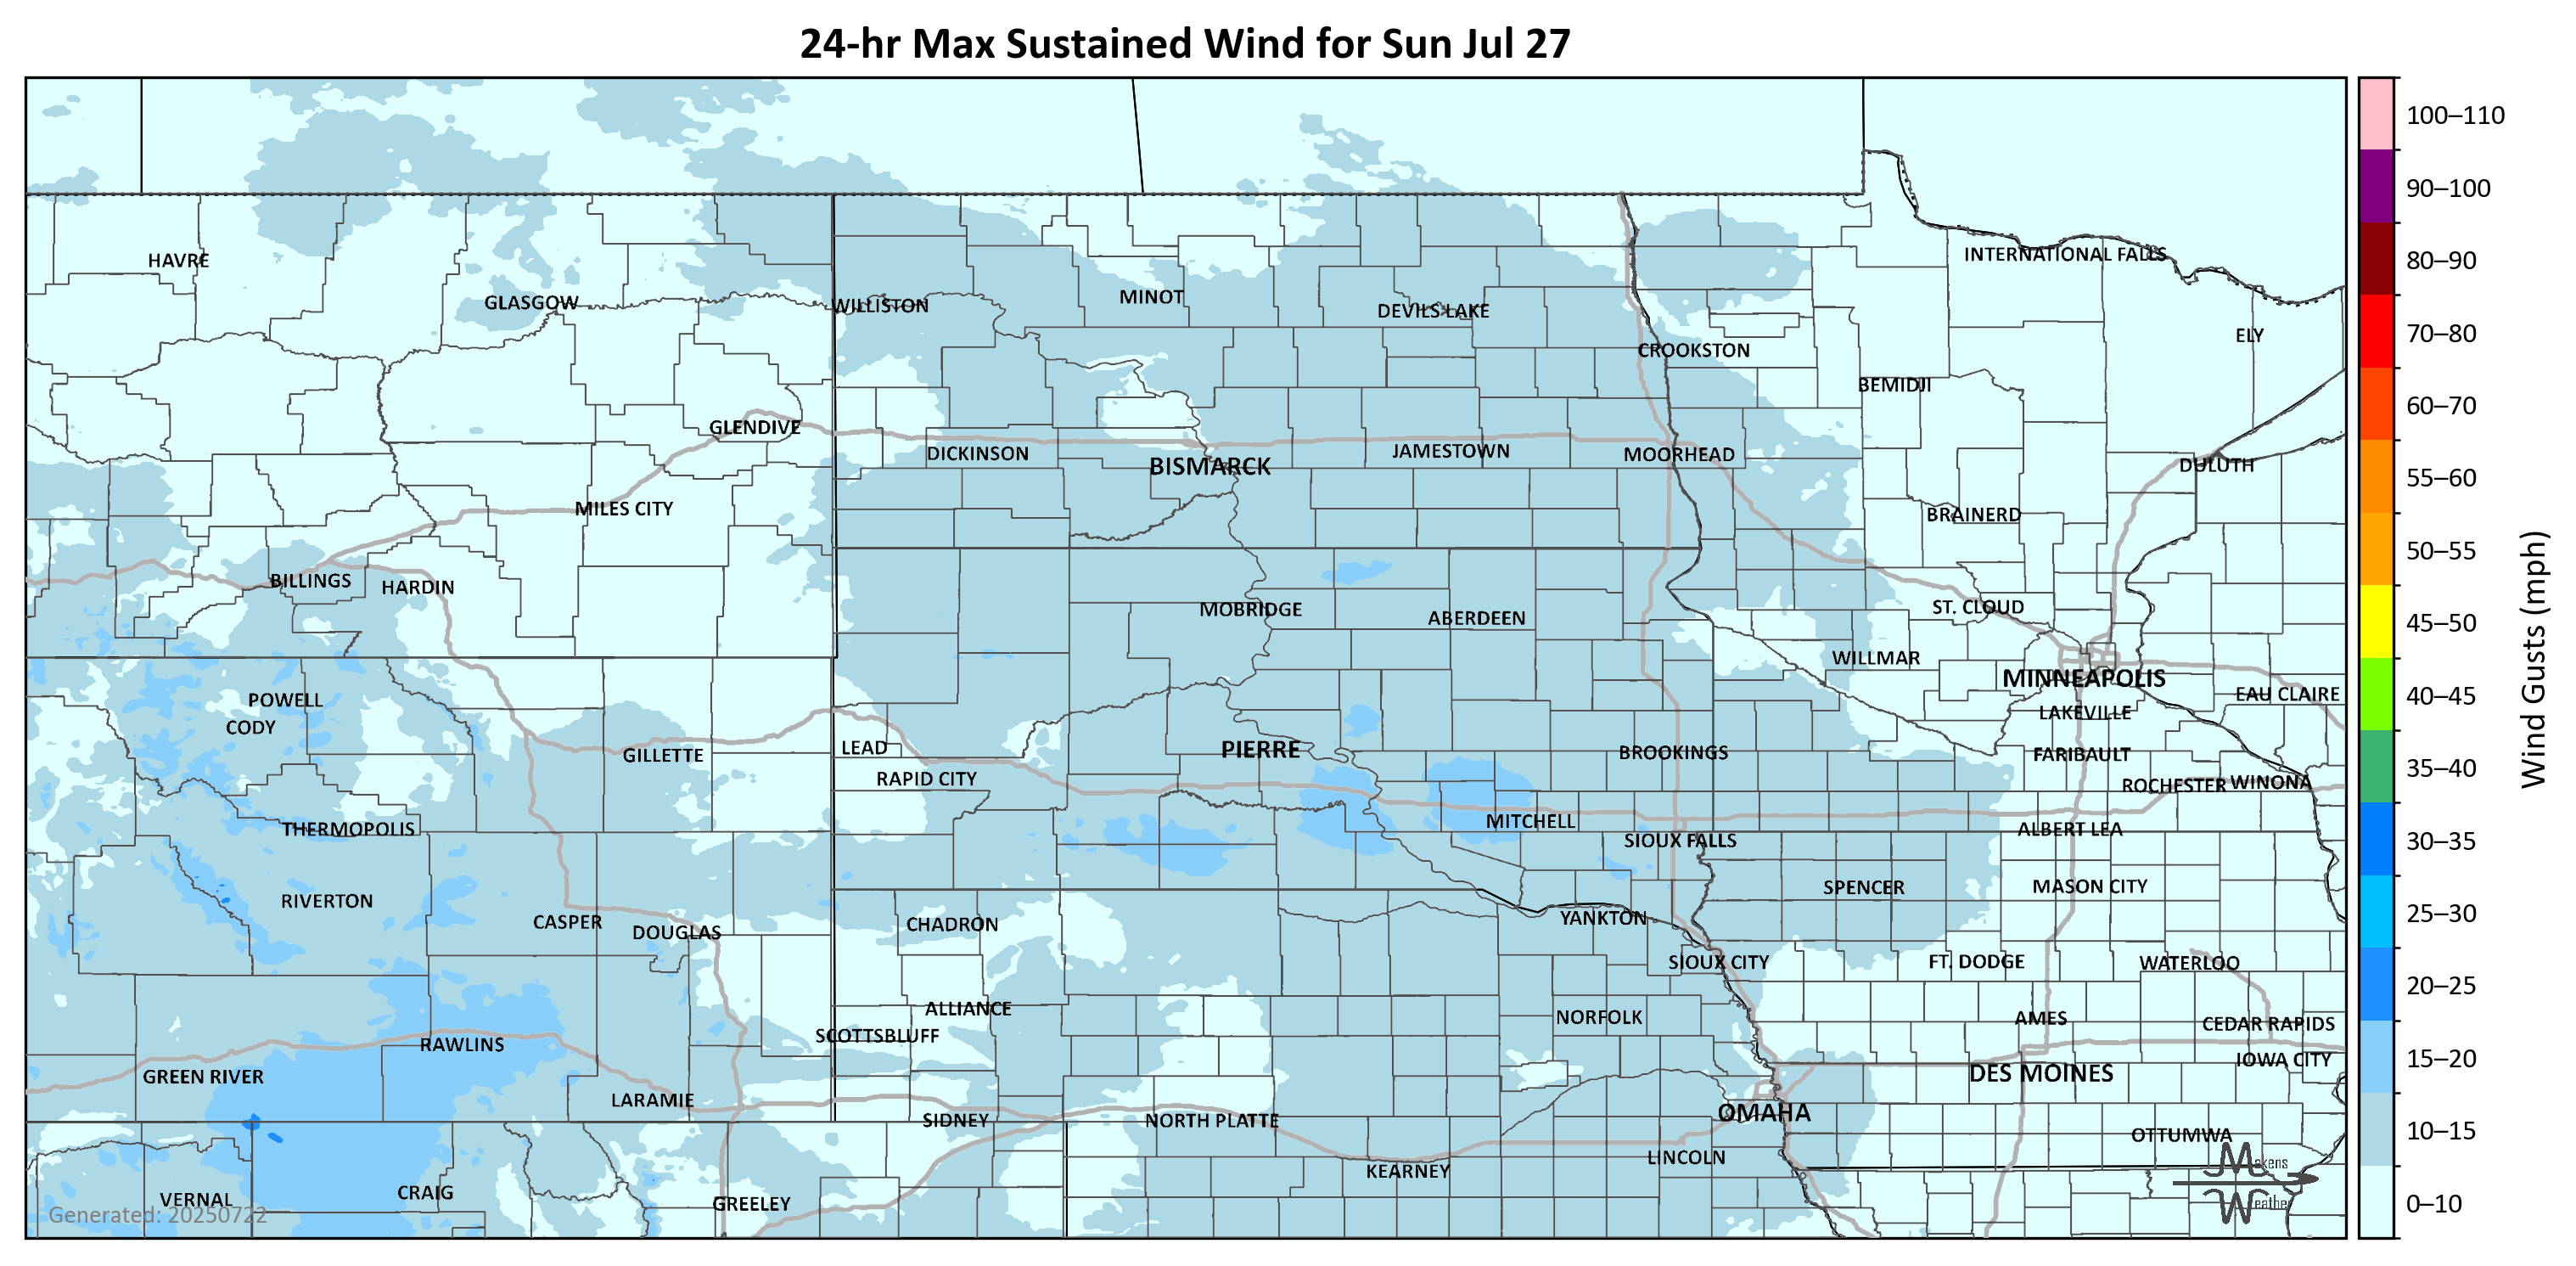 24-hr Max Sustained Wind for Sun Jul 27
100–110
90–100
80–90
70–80
60–70
55–60
50–55
45–50
40–45
35–40
30–35
25–30
20–25
15–20
10–15
0–10
Wind Gusts (mph)
HAVRE
GLASGOW
WILLISTON
MINOT
DEVILS LAKE
INTERNATIONAL FALLS
ELY
CROOKSTON
BEMIDJI
GLENDIVE
DICKINSON
BISMARCK
JAMESTOWN
MOORHEAD
DULUTH
MILES CITY
BRAINERD
BILLINGS
HARDIN
MOBRIDGE
ABERDEEN
ST. CLOUD
WILLMAR
MINNEAPOLIS
EAU CLAIRE
POWELL
CODY
LAKEVILLE
GILLETTE
LEAD
PIERRE
BROOKINGS
FARIBAULT
RAPID CITY
ROCHESTER
WINONA
THERMOPOLIS
MITCHELL
SIOUX FALLS
ALBERT LEA
RIVERTON
SPENCER
MASON CITY
CASPER
DOUGLAS
CHADRON
YANKTON
SIOUX CITY
FT. DODGE
WATERLOO
ALLIANCE
SCOTTSBLUFF
NORFOLK
AMES
CEDAR RAPIDS
RAWLINS
IOWA CITY
GREEN RIVER
DES MOINES
LARAMIE
SIDNEY
NORTH PLATTE
OMAHA
OTTUMWA
KEARNEY
LINCOLN
VERNAL
CRAIG
GREELEY
Generated: 20250722
Makens
Weather